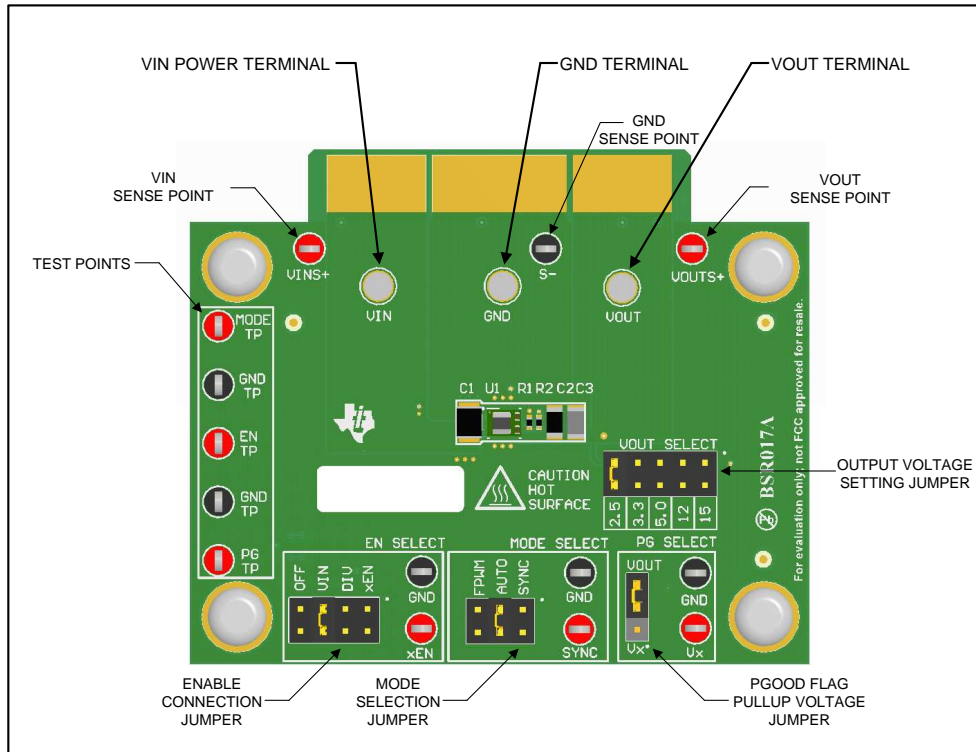 VIN POWER TERMINAL
GND TERMINAL
VOUT TERMINAL
GND
SENSE POINT
VIN
SENSE POINT
VOUT
SENSE POINT
TEST POINTS
VINS+
S-
VOUTS+
VIN
GND
VOUT
MODE
TP
GND
TP
EN
TP
GND
TP
PG
TP
C1 U1 R1 R2 C2 C3
CAUTION
HOT
SURFACE
VOUT SELECT
2.5
3.3
5.0
12
15
OUTPUT VOLTAGE
SETTING JUMPER
BSR017A
For evaluation only; not FCC approved for resale.
EN SELECT
OFF
VIN
DIV
xEN
GND
xEN
MODE SELECT
FPWM
AUTO
SYNC
GND
SYNC
PG SELECT
VOUT
Vx
GND
Vx
ENABLE
CONNECTION
JUMPER
MODE
SELECTION
JUMPER
PGOOD FLAG
PULLUP VOLTAGE
JUMPER